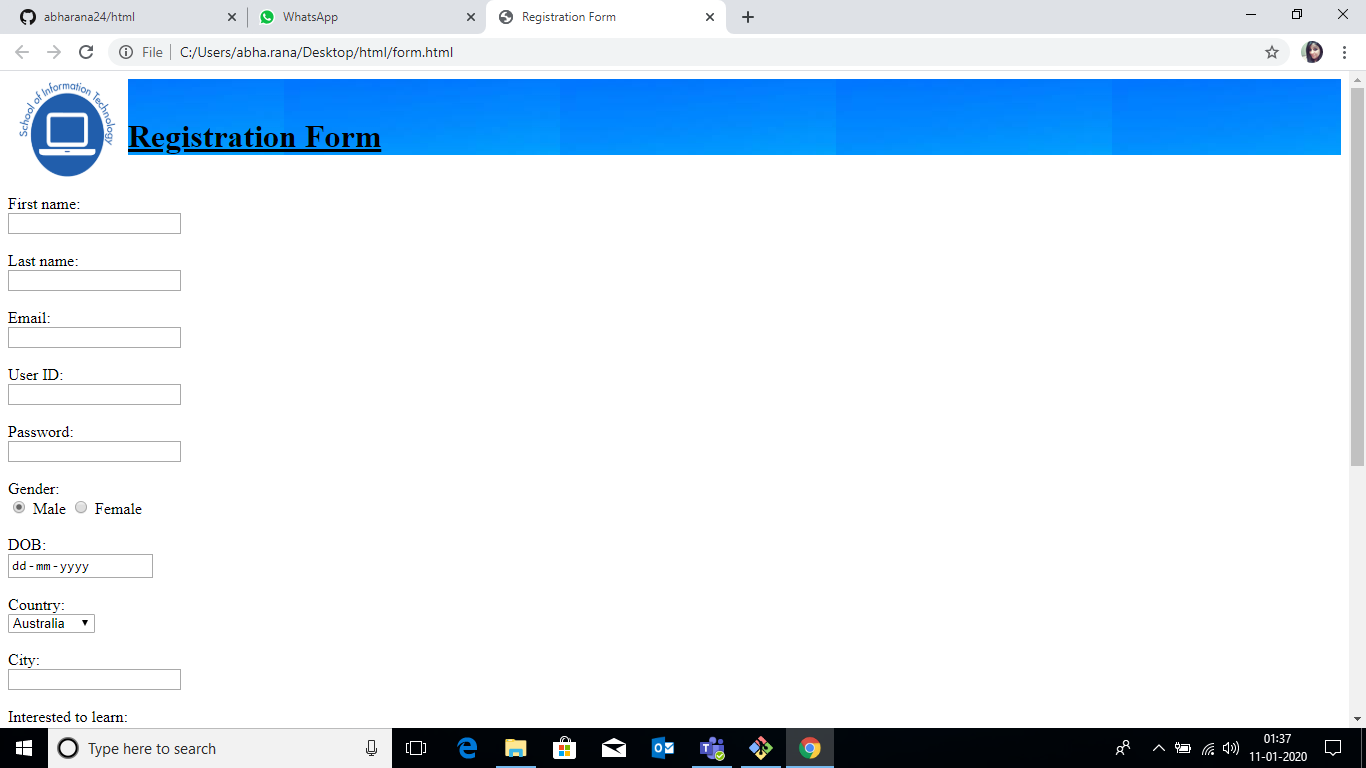 abharana24/html
WhatsApp
Registration Form
File
C:/Users/abha.rana/Desktop/html/form.html
School of Information Technology
Registration Form
First name:
Last name:
Email:
User ID:
Password:
Gender:
Male Female
DOB:
dd-mm-yyyy
Country:
Australia
City:
Interested to learn:
Type here to search
01:37
11-01-2020